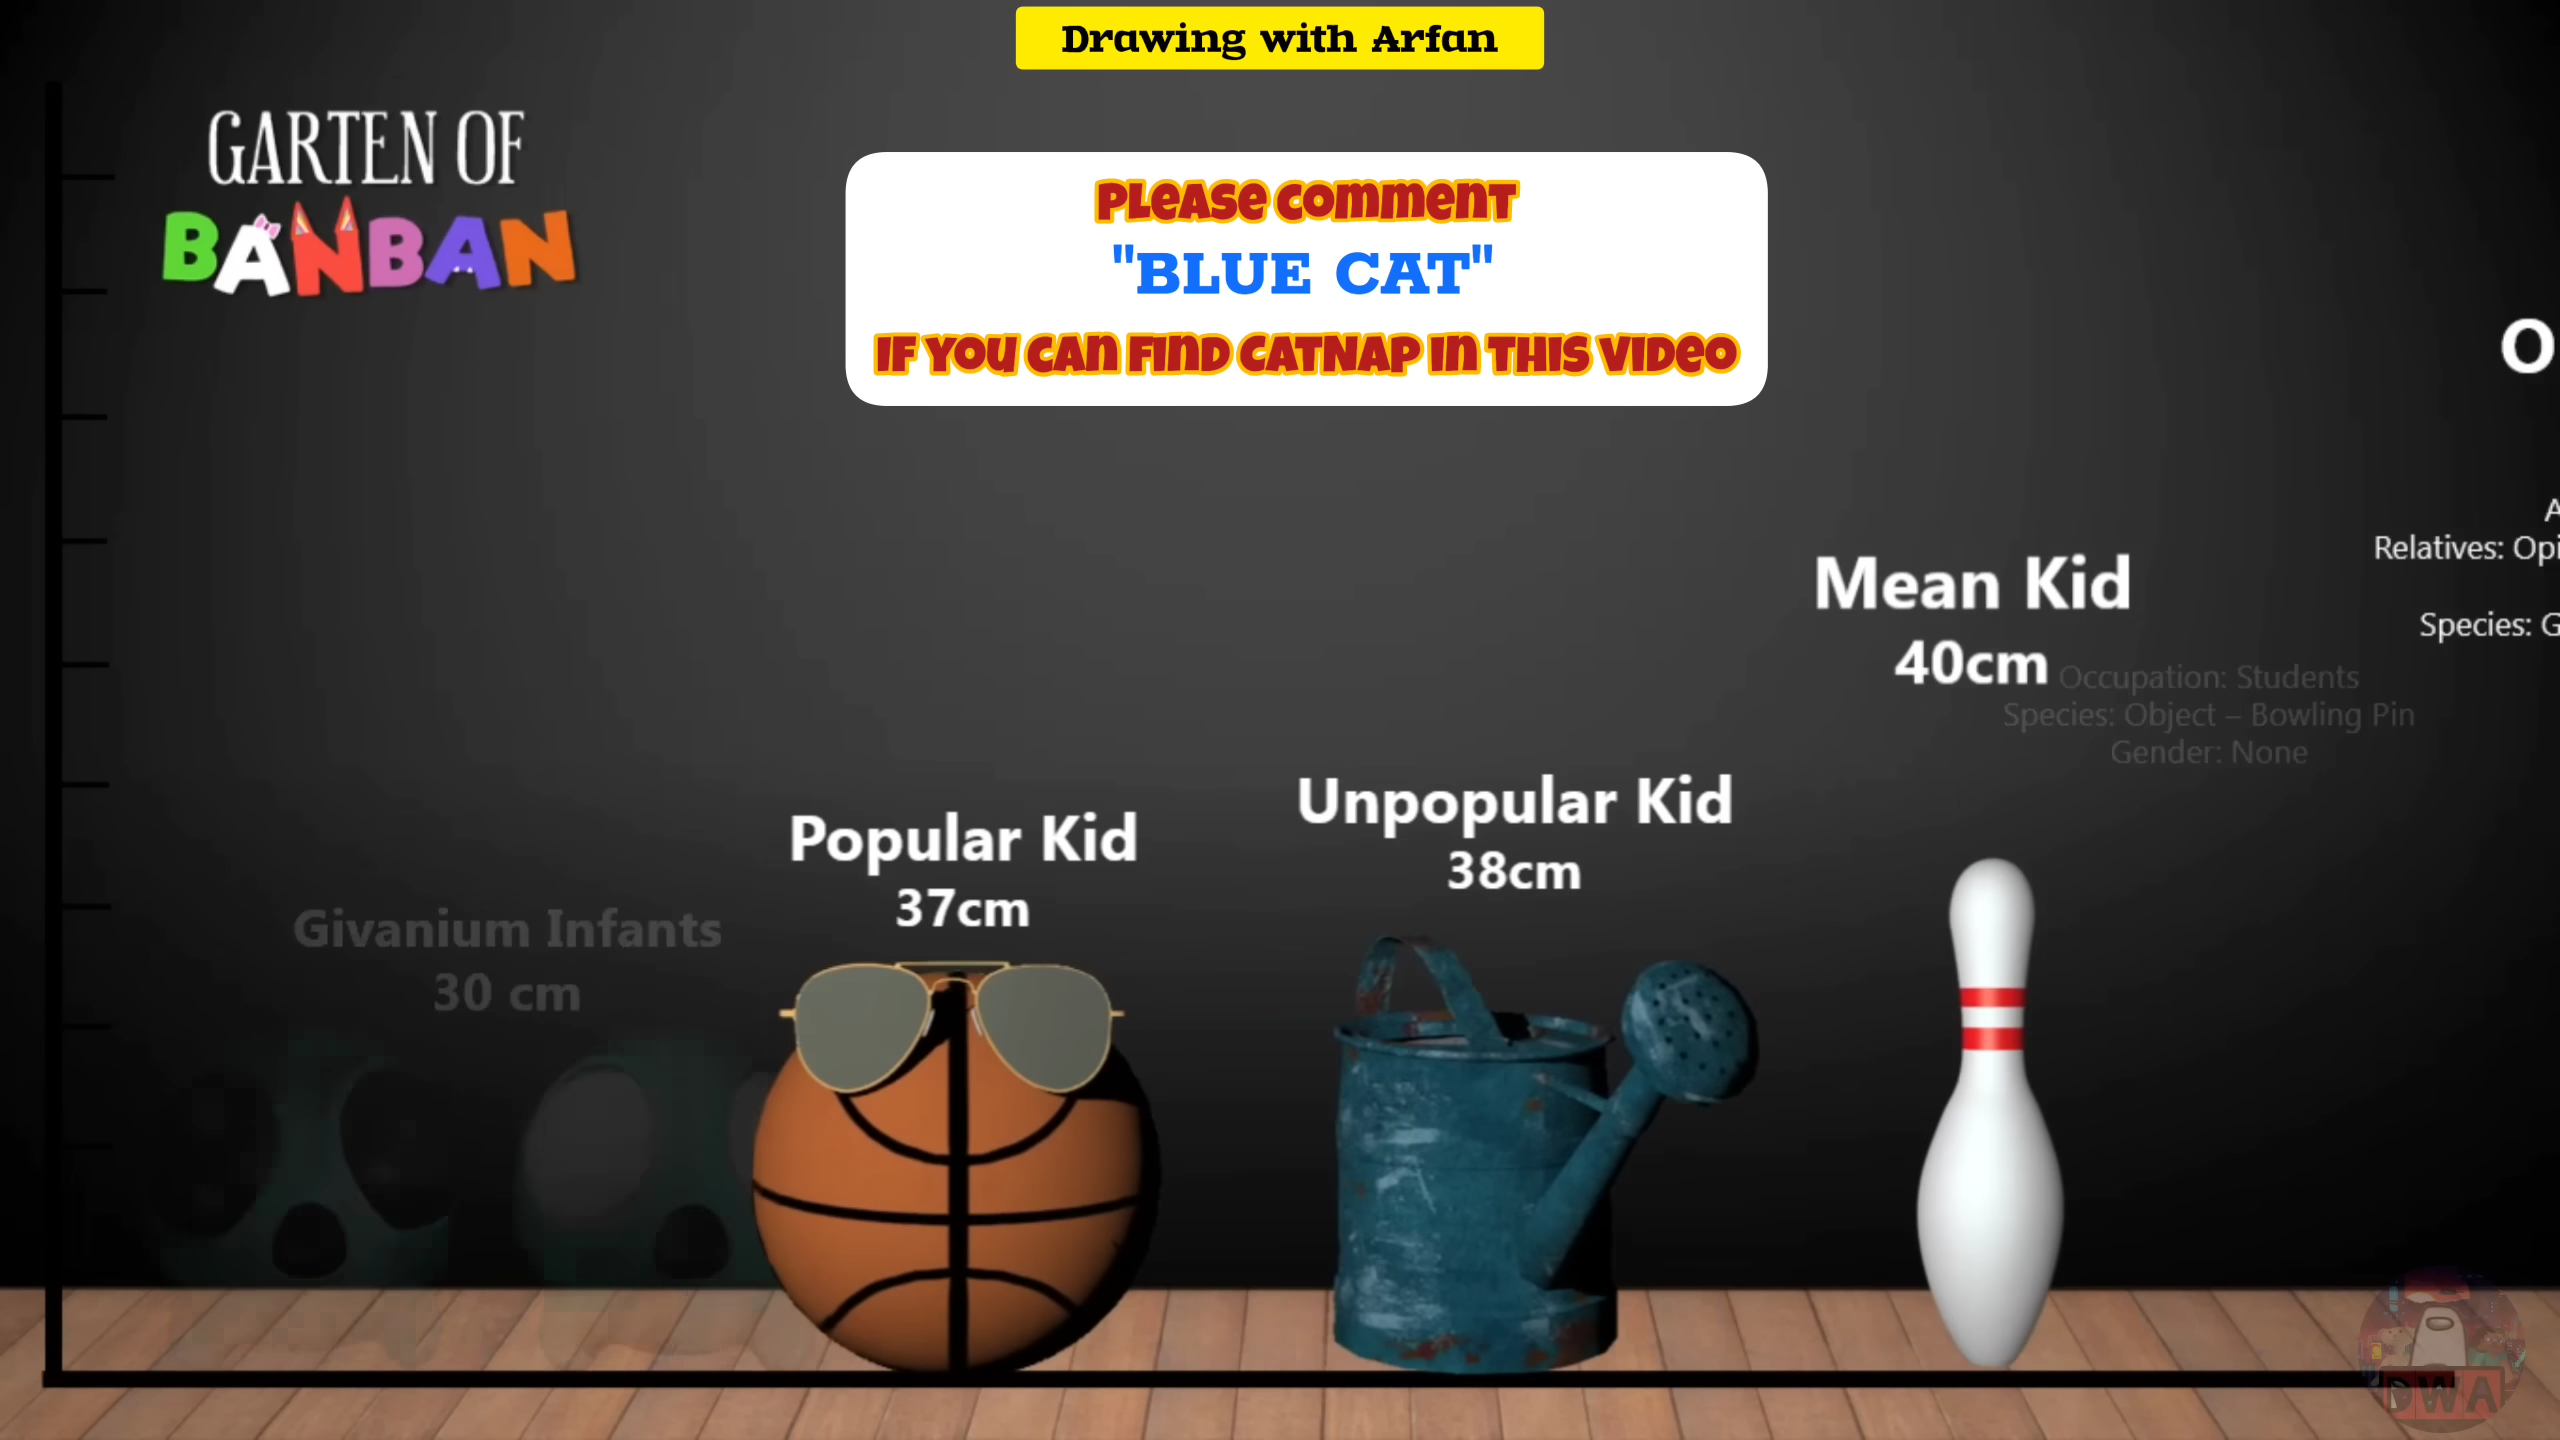 Drawing with Arfan
GARTEN OF
BANBAN
PLEASE COMMENT
"BLUE CAT"
IF YOU CAN FIND CATNAP IN THIS VIDEO
O
A
Relatives: Opi
Species: G
Mean Kid
40cm
Occupation: Students
Species: Object – Bowling Pin
Gender: None
Unpopular Kid
38cm
Popular Kid
37cm
Givanium Infants
30 cm
DWA